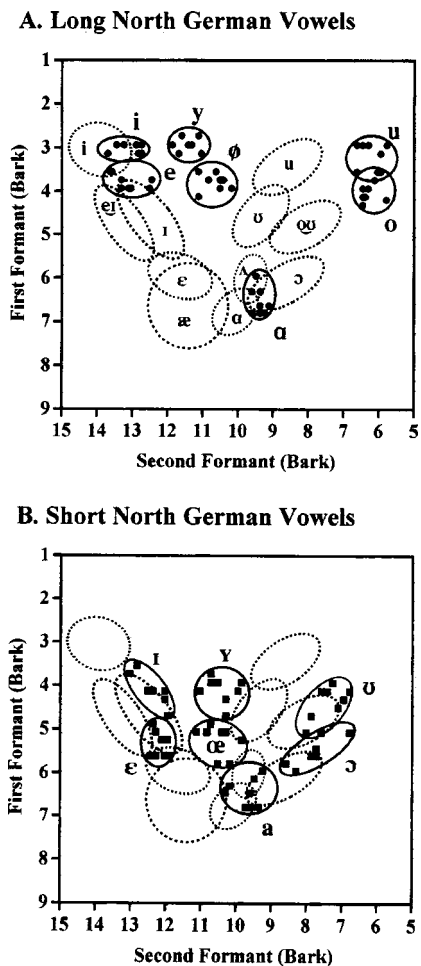 A. Long North German Vowels
1
2
3
4
5
6
7
8
9
First Formant (Bark)
i
i
y
e
ø
u
u
o
eɪ
ɪ
ʊ
oʊ
ɛ
æ
ʌ
ɑ
ɔ
ɑ
15 14 13 12 11 10 9 8 7 6 5
Second Formant (Bark)
B. Short North German Vowels
1
2
3
4
5
6
7
8
9
First Formant (Bark)
ɪ
Y
ʊ
ɛ
œ
ɔ
a
15 14 13 12 11 10 9 8 7 6 5
Second Formant (Bark)